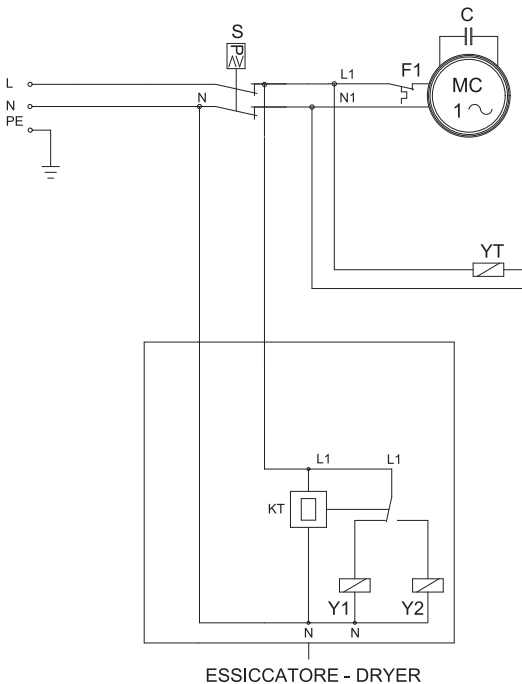 C
S
P
L1
F1
L
MC
N
N
N1
1
PE
YT
L1
L1
KT
Y1
Y2
N
N
ESSICCATORE - DRYER